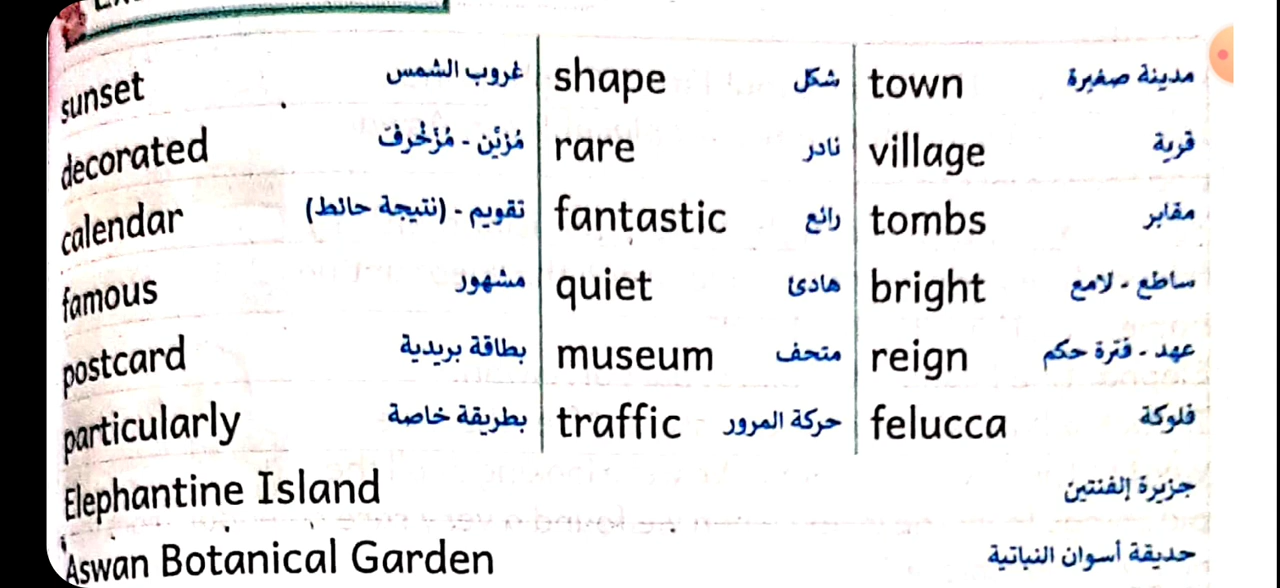 sunset غروب الشمس shape شكل town مدينة صغيرة
decorated مُزيَّن - مُزَخْرفٌ rare نادر village قرية
calendar تقويم - (نتيجة حائط) fantastic رائع tombs مقابر
famous مشهور quiet هادئ bright ساطع - لامع
postcard بطاقة بريدية museum متحف reign عهد - فترة حكم
particularly بطريقة خاصة traffic حركة المرور felucca فلوكة
Elephantine Island جزيرة إلفنتين
Aswan Botanical Garden حديقة أسوان النباتية